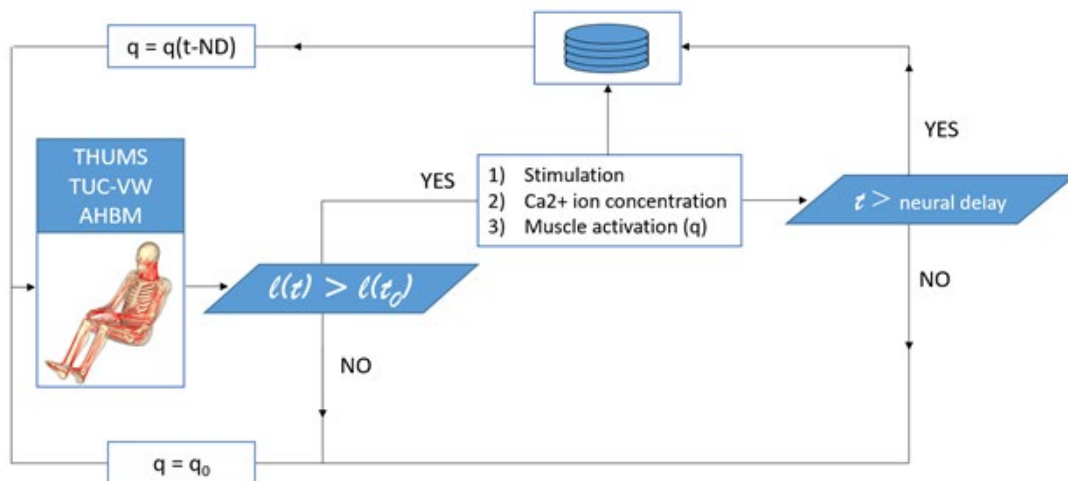 q = q(t-ND)
YES
THUMS
TUC-VW
AHBM
YES
1) Stimulation
2) Ca2+ ion concentration
3) Muscle activation (q)
t > neural delay
ℓ(t) > ℓ(t₀)
NO
NO
q = q₀